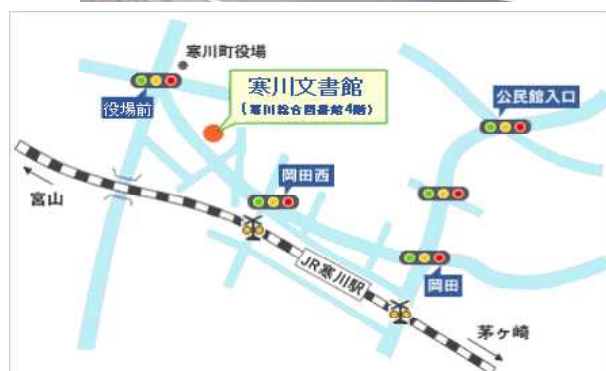 寒川町役場
寒川文書館
(寒川総合図書館4階)
役場前
公民館入口
宮山
岡田西
JR寒川駅
岡田
茅ヶ崎